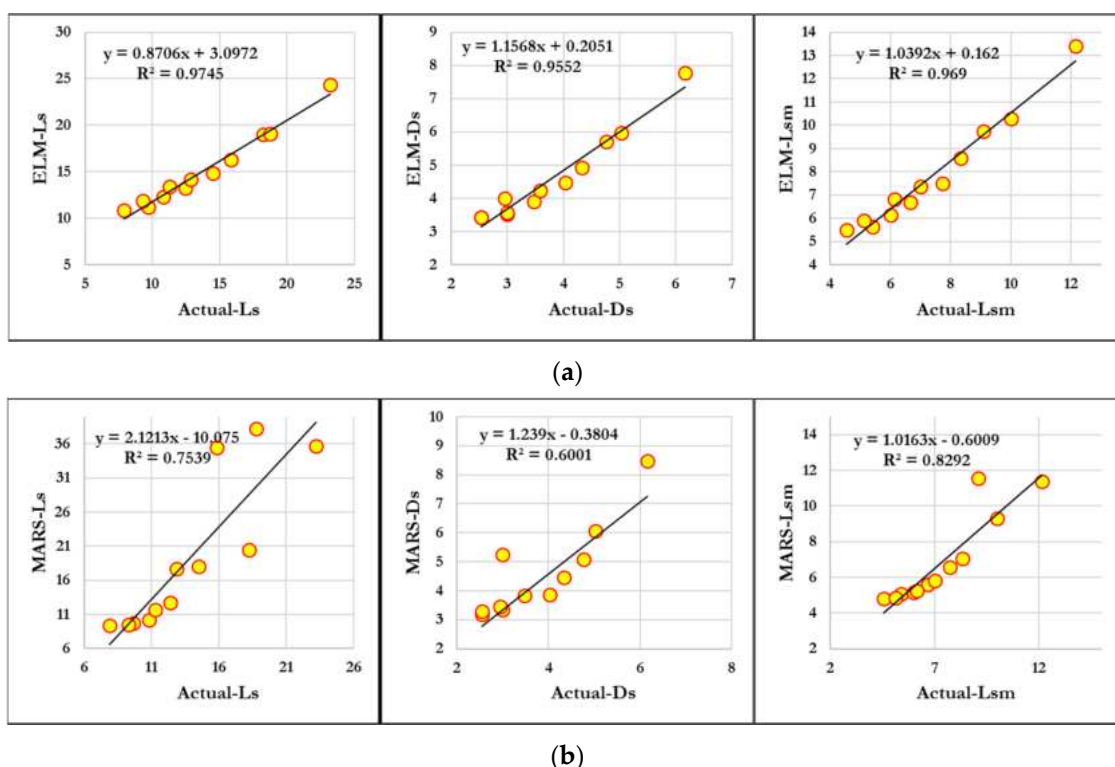 y = 0.8706x + 3.0972
R² = 0.9745
30
25
20
15
10
5
5 10 15 20 25
ELM-Ls
Actual-Ls
y = 1.1568x + 0.2051
R² = 0.9552
9
8
7
6
5
4
3
2
2 3 4 5 6 7
ELM-Ds
Actual-Ds
y = 1.0392x + 0.162
R² = 0.969
14
13
12
11
10
9
8
7
6
5
4
4 6 8 10 12
ELM-Lsm
Actual-Lsm
(a)
y = 2.1213x - 10.075
R² = 0.7539
36
31
26
21
16
11
6
6 11 16 21 26
MARS-Ls
Actual-Ls
y = 1.239x - 0.3804
R² = 0.6001
10
9
8
7
6
5
4
3
2
2 4 6 8
MARS-Ds
Actual-Ds
y = 1.0163x - 0.6009
R² = 0.8292
14
12
10
8
6
4
2
2 7 12
MARS-Lsm
Actual-Lsm
(b)